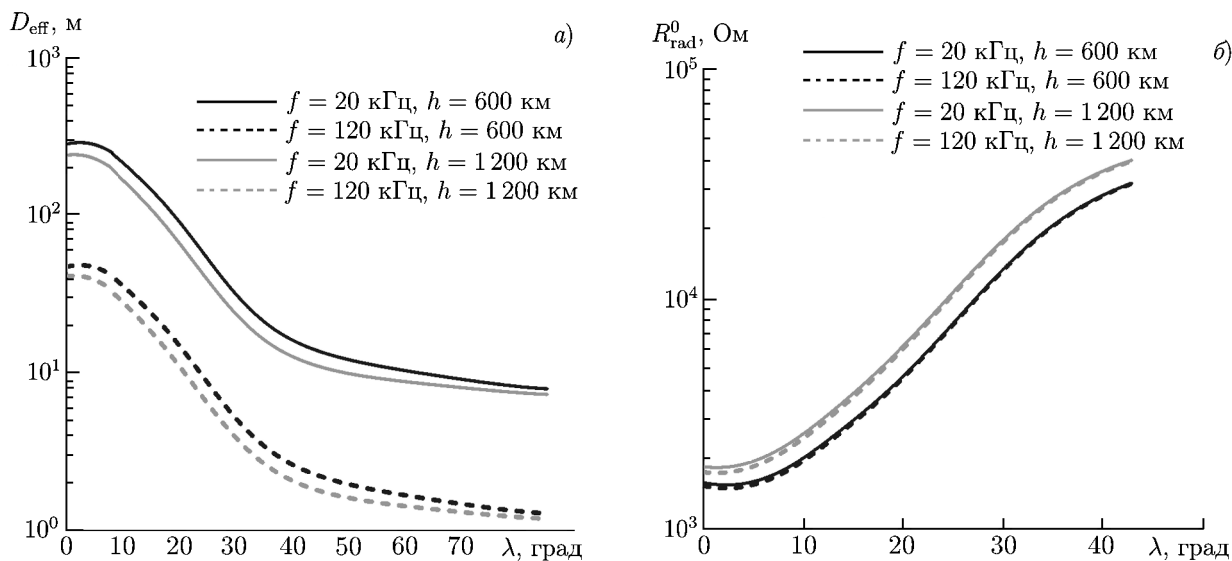 D_eff, м
а)
10³
f = 20 кГц, h = 600 км
f = 120 кГц, h = 600 км
f = 20 кГц, h = 1 200 км
f = 120 кГц, h = 1 200 км
10²
10¹
10⁰
0 10 20 30 40 50 60 70 λ, град
R⁰_rad, Ом
б)
f = 20 кГц, h = 600 км
f = 120 кГц, h = 600 км
f = 20 кГц, h = 1 200 км
f = 120 кГц, h = 1 200 км
10⁵
10⁴
10³
0 10 20 30 40 λ, град